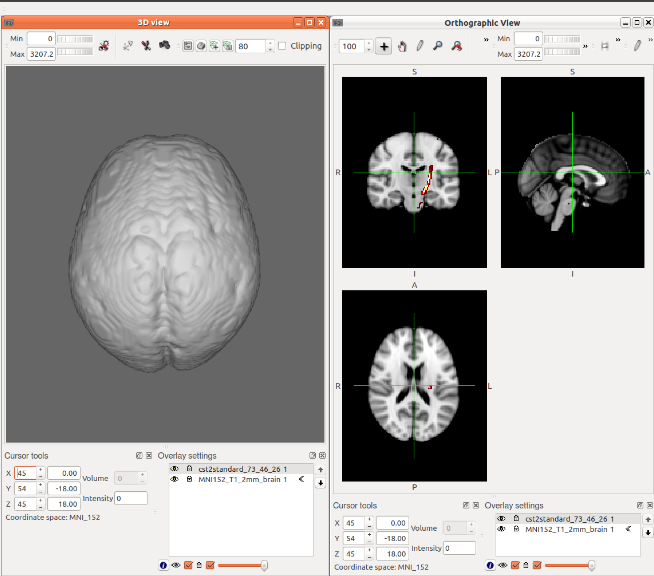 3D view
Min 0
Max 3207.2
80
Clipping
Cursor tools
Overlay settings
X 45 0.00 Volume 0
Y 54 -18.00
Z 45 18.00 Intensity 0
Coordinate space: MNI_152
cst2standard_73_46_26 1
MNI152_T1_2mm_brain 1
Orthographic View
100
»
Min 0
Max 3207.2
» » »
S
R L
I
S
P A
I
A
R L
P
Cursor tools
Overlay settings
X 45 0.00 Volume 0
Y 54 -18.00
Z 45 18.00 Intensity 0
Coordinate space: MNI_152
cst2standard_73_46_26 1
MNI152_T1_2mm_brain 1